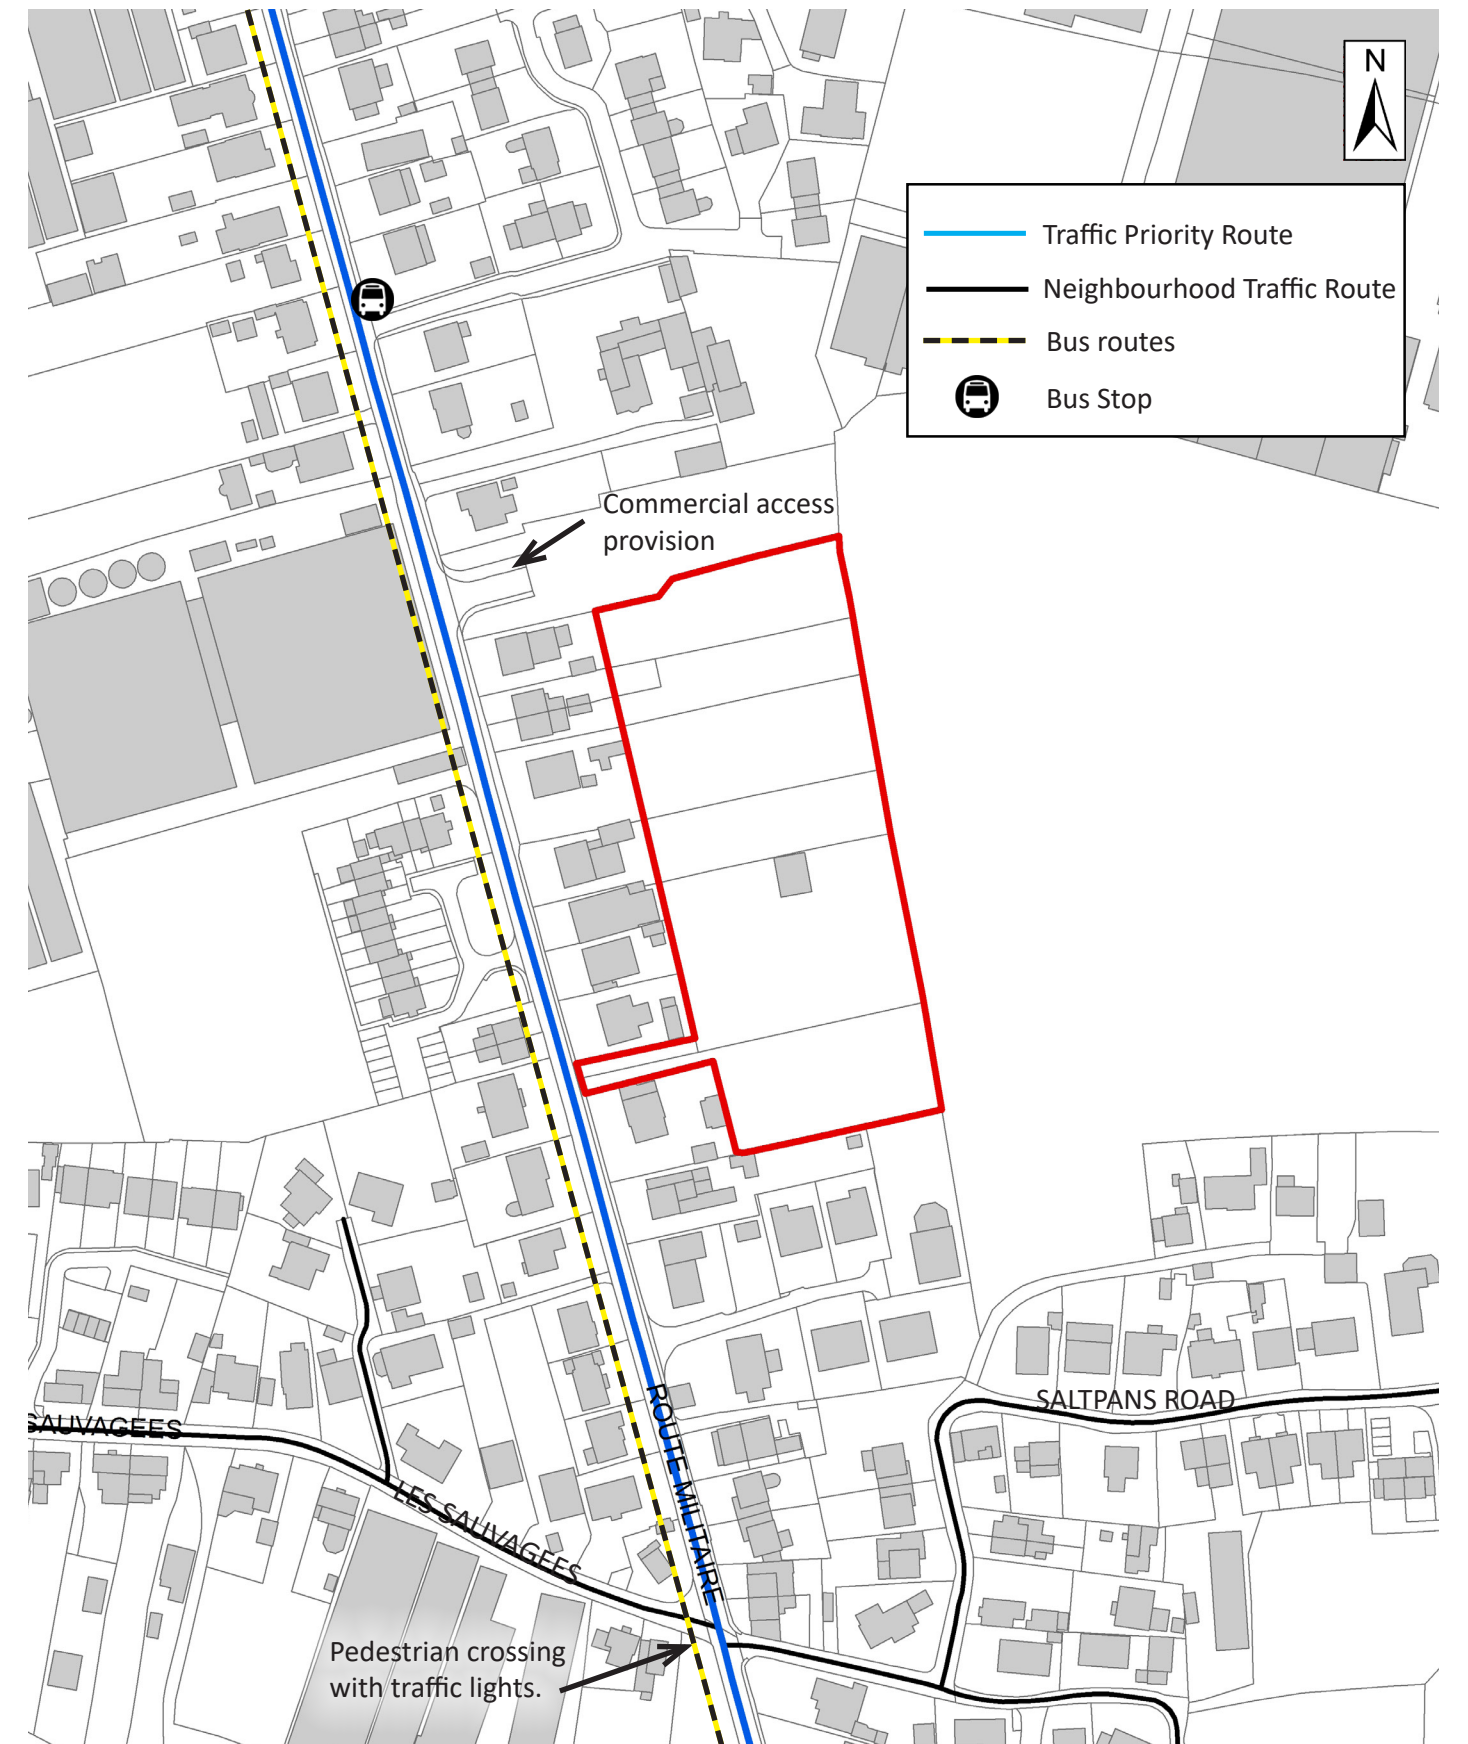 N
Traffic Priority Route
Neighbourhood Traffic Route
Bus routes
Bus Stop
Commercial access
provision
SALTPANS ROAD
SAUVAGEES
ROUTE MILITAIRE
LES SAUVAGEES
Pedestrian crossing
with traffic lights.